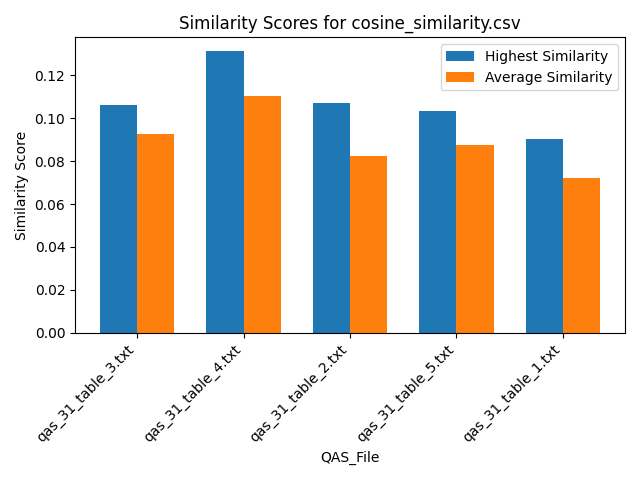 Similarity Scores for cosine_similarity.csv
Highest Similarity
Average Similarity
Similarity Score
0.12
0.10
0.08
0.06
0.04
0.02
0.00
qas_31_table_3.txt
qas_31_table_4.txt
qas_31_table_2.txt
qas_31_table_5.txt
qas_31_table_1.txt
QAS_File